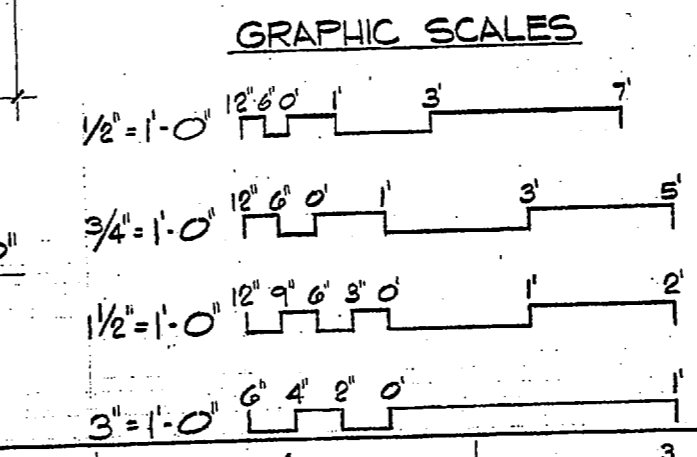 GRAPHIC SCALES
1/2" = 1'-0" 12" 6" 0' 1' 3' 7'
3/4" = 1'-0" 12" 6" 0' 1' 3' 5'
0"
1 1/2" = 1'-0" 12" 9" 6" 3" 0' 1' 2'
3" = 1'-0" 6" 4" 2" 0' 1'
3